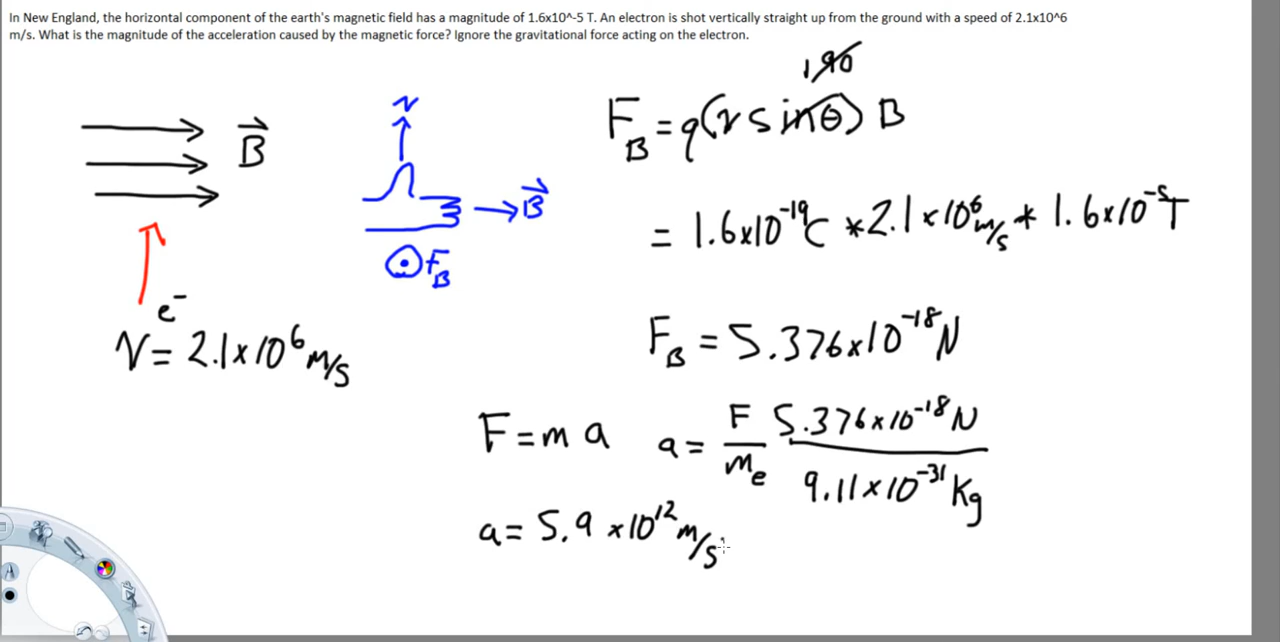 In New England, the horizontal component of the earth's magnetic field has a magnitude of 1.6x10^-5 T. An electron is shot vertically straight up from the ground with a speed of 2.1x10^6
m/s. What is the magnitude of the acceleration caused by the magnetic force? Ignore the gravitational force acting on the electron.
1 90
F_B = q(v sinθ) B
B⃗
v
B⃗
= 1.6x10^-19 C * 2.1x10^6 m/s * 1.6x10^-5 T
F_B
e^-
v = 2.1x10^6 m/s
F_B = 5.376x10^-18 N
F = ma a = F/m_e 5.376x10^-18 N / 9.11x10^-31 Kg
a = 5.9x10^12 m/s